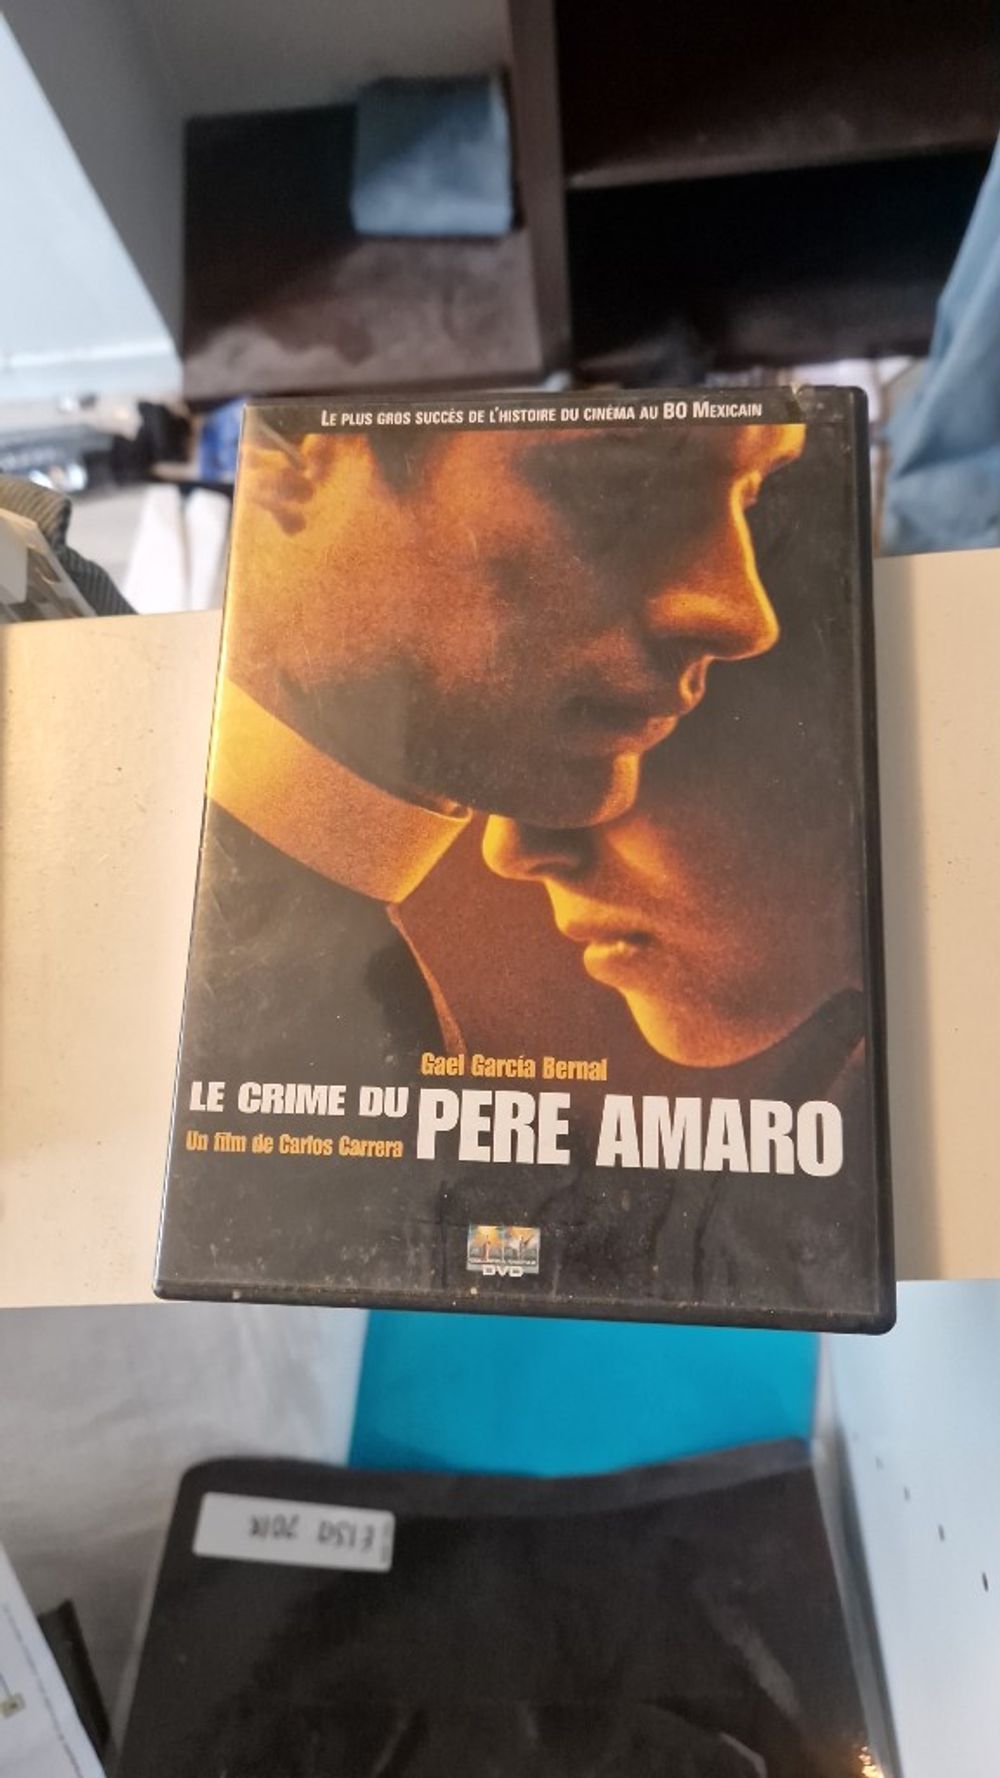 LE PLUS GROS SUCCÈS DE L'HISTOIRE DU CINÉMA AU BO MEXICAIN
Gael García Bernal
LE CRIME DU PERE AMARO
Un film de Carlos Carrera
DVD